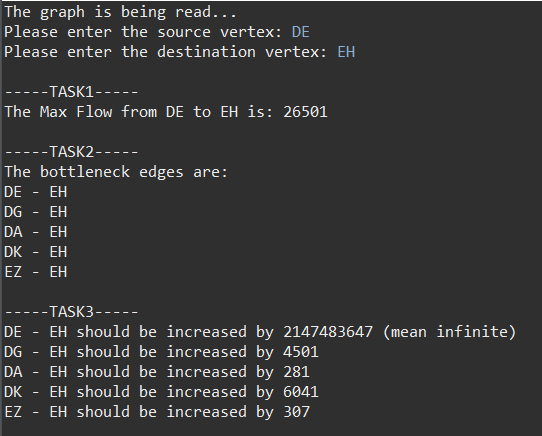 The graph is being read...
Please enter the source vertex: DE
Please enter the destination vertex: EH
-----TASK1-----
The Max Flow from DE to EH is: 26501
-----TASK2-----
The bottleneck edges are:
DE - EH
DG - EH
DA - EH
DK - EH
EZ - EH
-----TASK3-----
DE - EH should be increased by 2147483647 (mean infinite)
DG - EH should be increased by 4501
DA - EH should be increased by 281
DK - EH should be increased by 6041
EZ - EH should be increased by 307